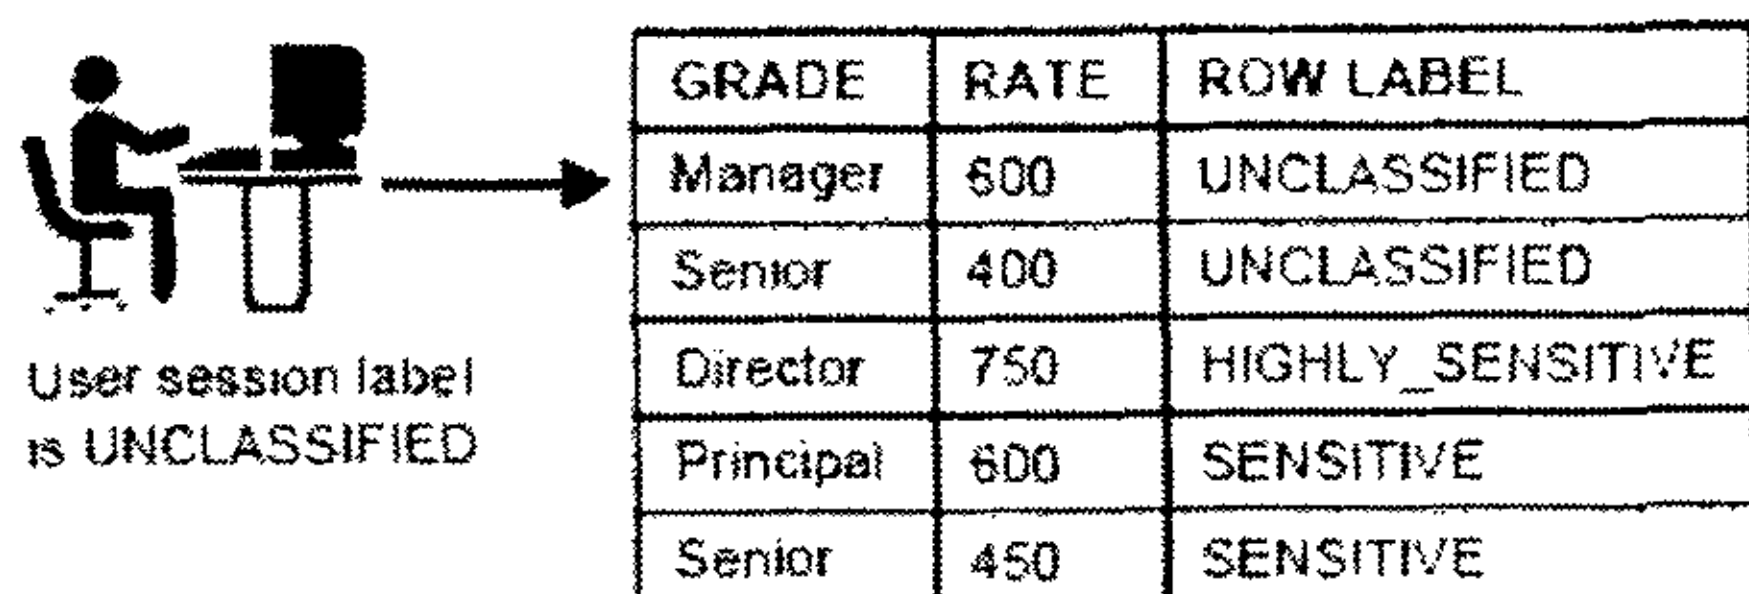 GRADE RATE ROW LABEL
Manager 600 UNCLASSIFIED
Senior 400 UNCLASSIFIED
Director 750 HIGHLY_SENSITIVE
Principal 600 SENSITIVE
Senior 450 SENSITIVE
User session label
is UNCLASSIFIED